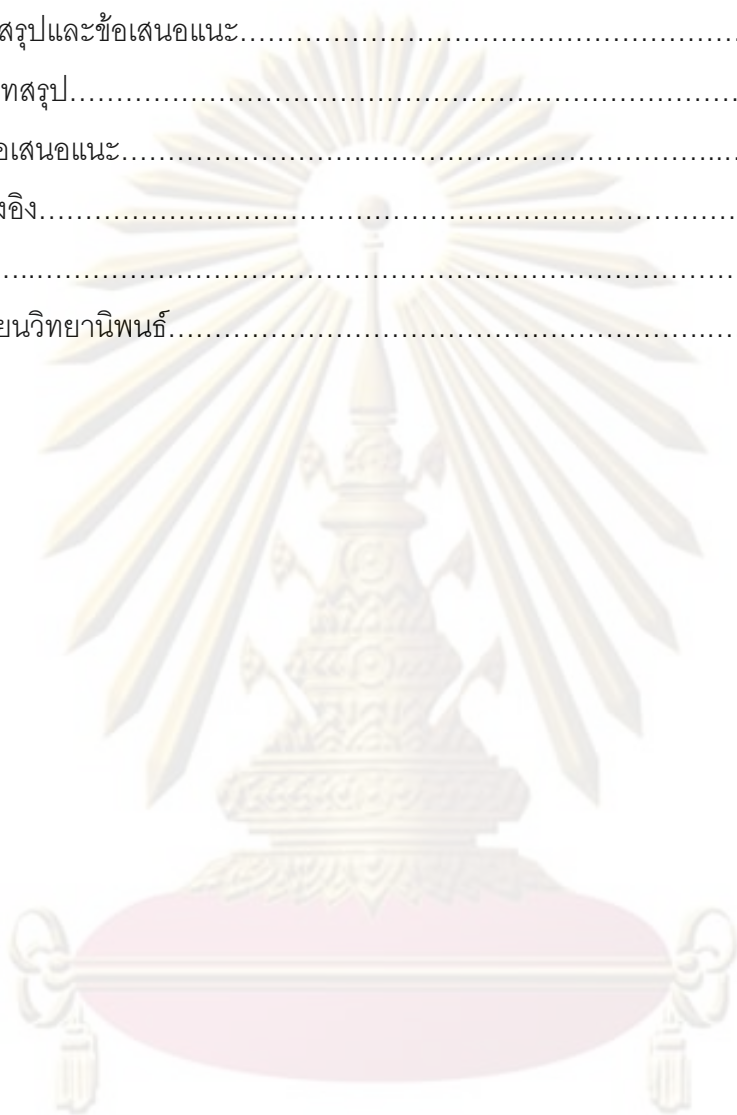 สรุปและข้อเสนอแนะ……………………………………………………
ทสรุป…………………………………………………………………
อเสนอแนะ………………………………………………………......
งอิง……………………………………………………………………
…..……………………………………………………………………
ยนวิทยานิพนธ์………………………………………………………